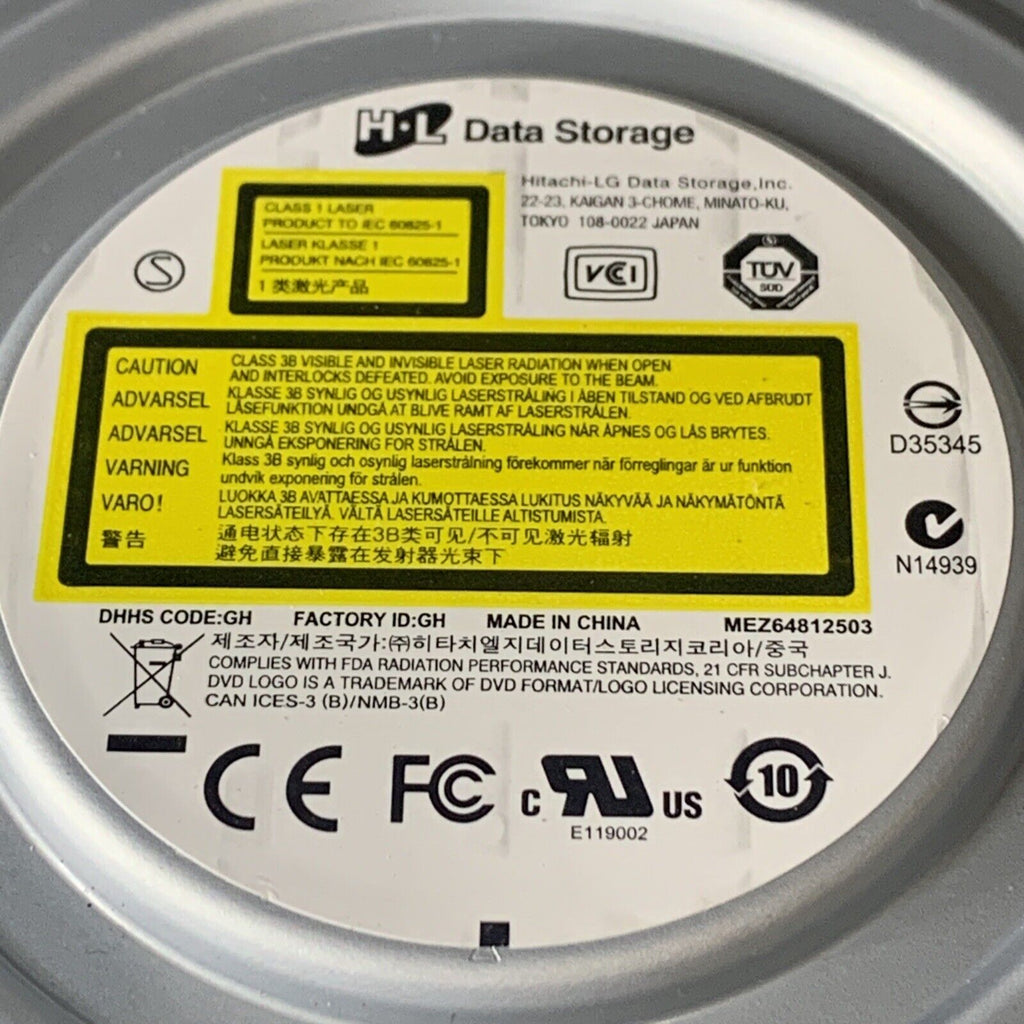 H·L Data Storage
Hitachi-LG Data Storage,Inc.
22-23, KAIGAN 3-CHOME, MINATO-KU,
TOKYO 108-0022 JAPAN
CLASS 1 LASER
PRODUCT TO IEC 60825-1
LASER KLASSE 1
PRODUKT NACH IEC 60825-1
1 类激光产品
S
VCI
TÜV
SÜD
CAUTION CLASS 3B VISIBLE AND INVISIBLE LASER RADIATION WHEN OPEN
AND INTERLOCKS DEFEATED. AVOID EXPOSURE TO THE BEAM.
ADVARSEL KLASSE 3B SYNLIG OG USYNLIG LASERSTRÅLING I ÅBEN TILSTAND OG VED AFBRUDT
LÅSEFUNKTION UNDGÅ AT BLIVE RAMT AF LASERSTRÅLEN.
ADVARSEL KLASSE 3B SYNLIG OG USYNLIG LASERSTRÅLING NÅR ÅPNES OG LÅS BRYTES.
UNNGÅ EKSPONERING FOR STRÅLEN.
VARNING Klass 3B synlig och osynlig laserstrålning förekommer när förreglingar är ur funktion
undvik exponering för strålen.
VARO! LUOKKA 3B AVATTAESSA JA KUMOTTAESSA LUKITUS NÄKYVÄÄ JA NÄKYMÄTÖNTÄ
LASERSÄTEILYÄ. VÄLTÄ LASERSÄTEILLE ALTISTUMISTA.
警告 通电状态下存在3B类可见/不可见激光辐射
避免直接暴露在发射器光束下
D35345
N14939
DHHS CODE:GH FACTORY ID:GH MADE IN CHINA MEZ64812503
제조자/제조국가:㈜히타치엘지데이터스토리지코리아/중국
COMPLIES WITH FDA RADIATION PERFORMANCE STANDARDS, 21 CFR SUBCHAPTER J.
DVD LOGO IS A TRADEMARK OF DVD FORMAT/LOGO LICENSING CORPORATION.
CAN ICES-3 (B)/NMB-3(B)
CE FC c RU US 10
E119002